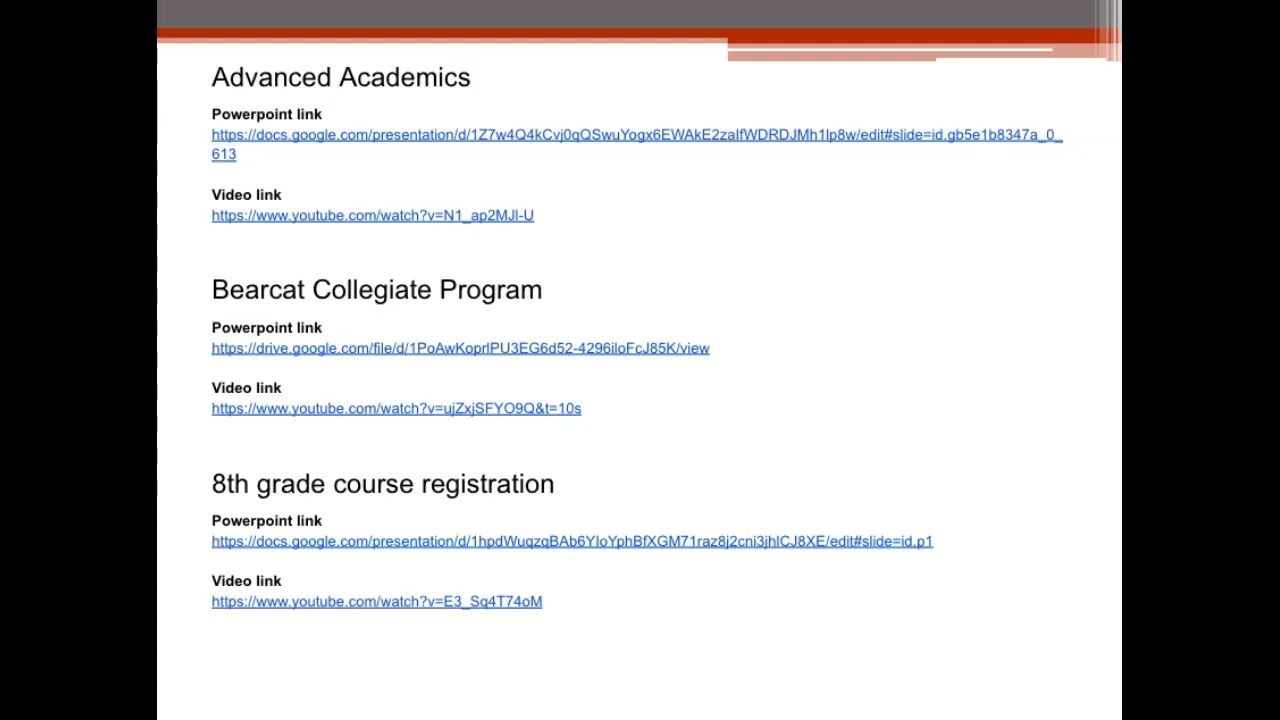 Advanced Academics
Powerpoint link
https://docs.google.com/presentation/d/1Z7w4Q4kCvj0qQSwuYogx6EWAkE2zaIfWDRDJMh1lp8w/edit#slide=id.gb5e1b8347a_0_
613
Video link
https://www.youtube.com/watch?v=N1_ap2MJl-U
Bearcat Collegiate Program
Powerpoint link
https://drive.google.com/file/d/1PoAwKoprlPU3EG6d52-4296iloFcJ85K/view
Video link
https://www.youtube.com/watch?v=ujZxjSFYO9Q&t=10s
8th grade course registration
Powerpoint link
https://docs.google.com/presentation/d/1hpdWuqzqBAb6YIoYphBfXGM71raz8j2cni3jhlCJ8XE/edit#slide=id.p1
Video link
https://www.youtube.com/watch?v=E3_Sq4T74oM